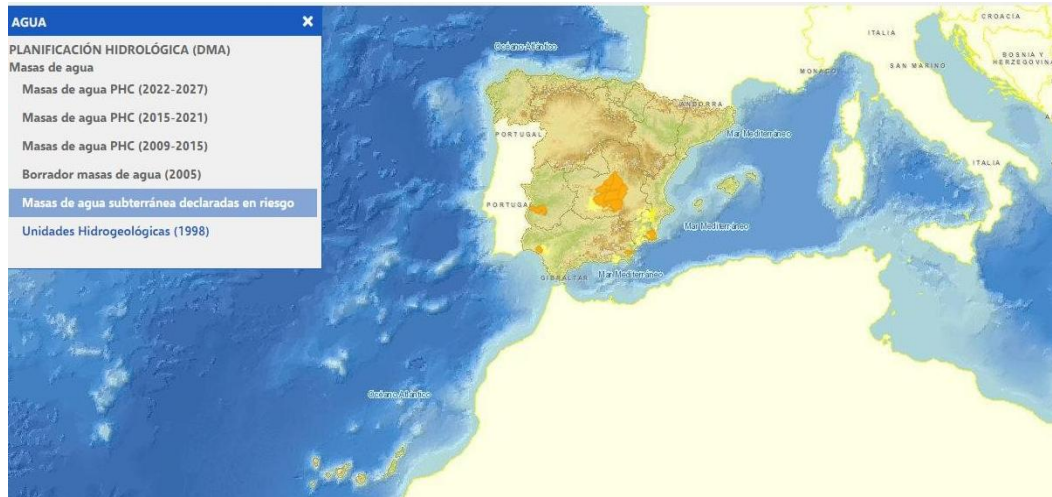 AGUA
×
PLANIFICACIÓN HIDROLÓGICA (DMA)
Masas de agua
Masas de agua PHC (2022-2027)
Masas de agua PHC (2015-2021)
Masas de agua PHC (2009-2015)
Borrador masas de agua (2005)
Masas de agua subterránea declaradas en riesgo
Unidades Hidrogeológicas (1998)
CROACIA
ITALIA
Océano Atlántico
BOSNIA Y
HERZEGOVINA
SAN MARINO
MONACO
ANDORRA
PORTUGAL
Mar Mediterráneo
ITALIA
PORTUGAL
Mar Mediterráneo
GIBRALTAR
Mar Mediterráneo
Océano Atlántico